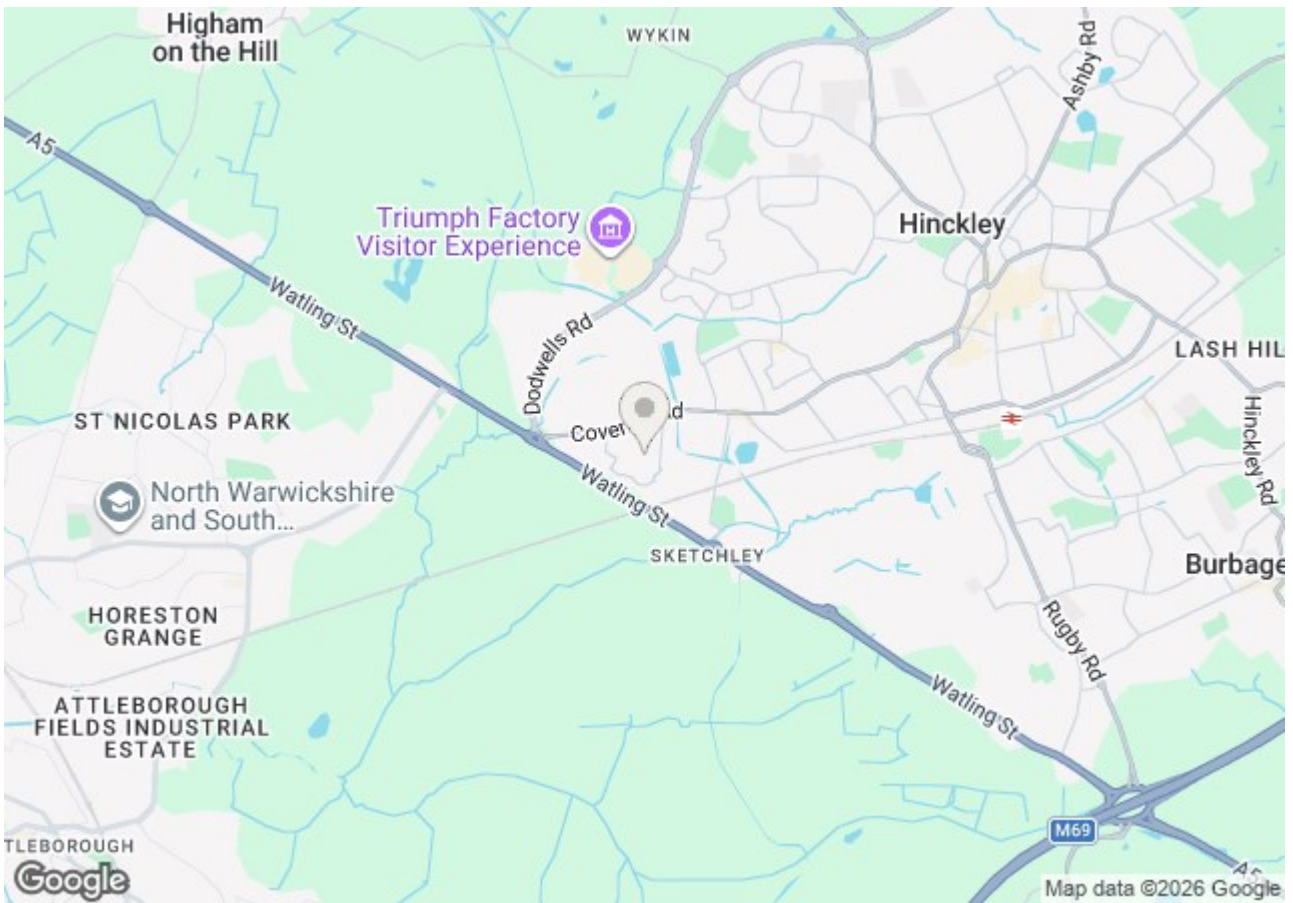 Higham
on the Hill
WYKIN
Ashby Rd
A5
Triumph Factory
Visitor Experience
Hinckley
Watling St
Dodwells Rd
LASH HIL
ST NICOLAS PARK
Cover
d
Hinckley Rd
Watling St
North Warwickshire
and South...
SKETCHLEY
Burbage
HORESTON
GRANGE
Rugby Rd
ATTLEBOROUGH
FIELDS INDUSTRIAL
ESTATE
Watling St
M69
TTLEBOROUGH
A5
Google
Map data ©2026 Google